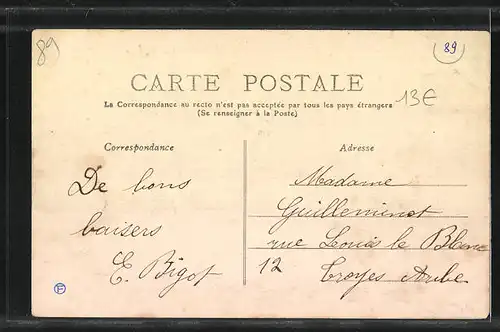 89
89
CARTE POSTALE
13€
La Correspondance au recto n'est pas acceptée par tous les pays étrangers
(Se renseigner à la Poste)
Correspondance
Adresse
De bons
baisers
E. Bigot
Madame
Guilleminot
rue Louis le Blanc
12 Troyes Aube
F